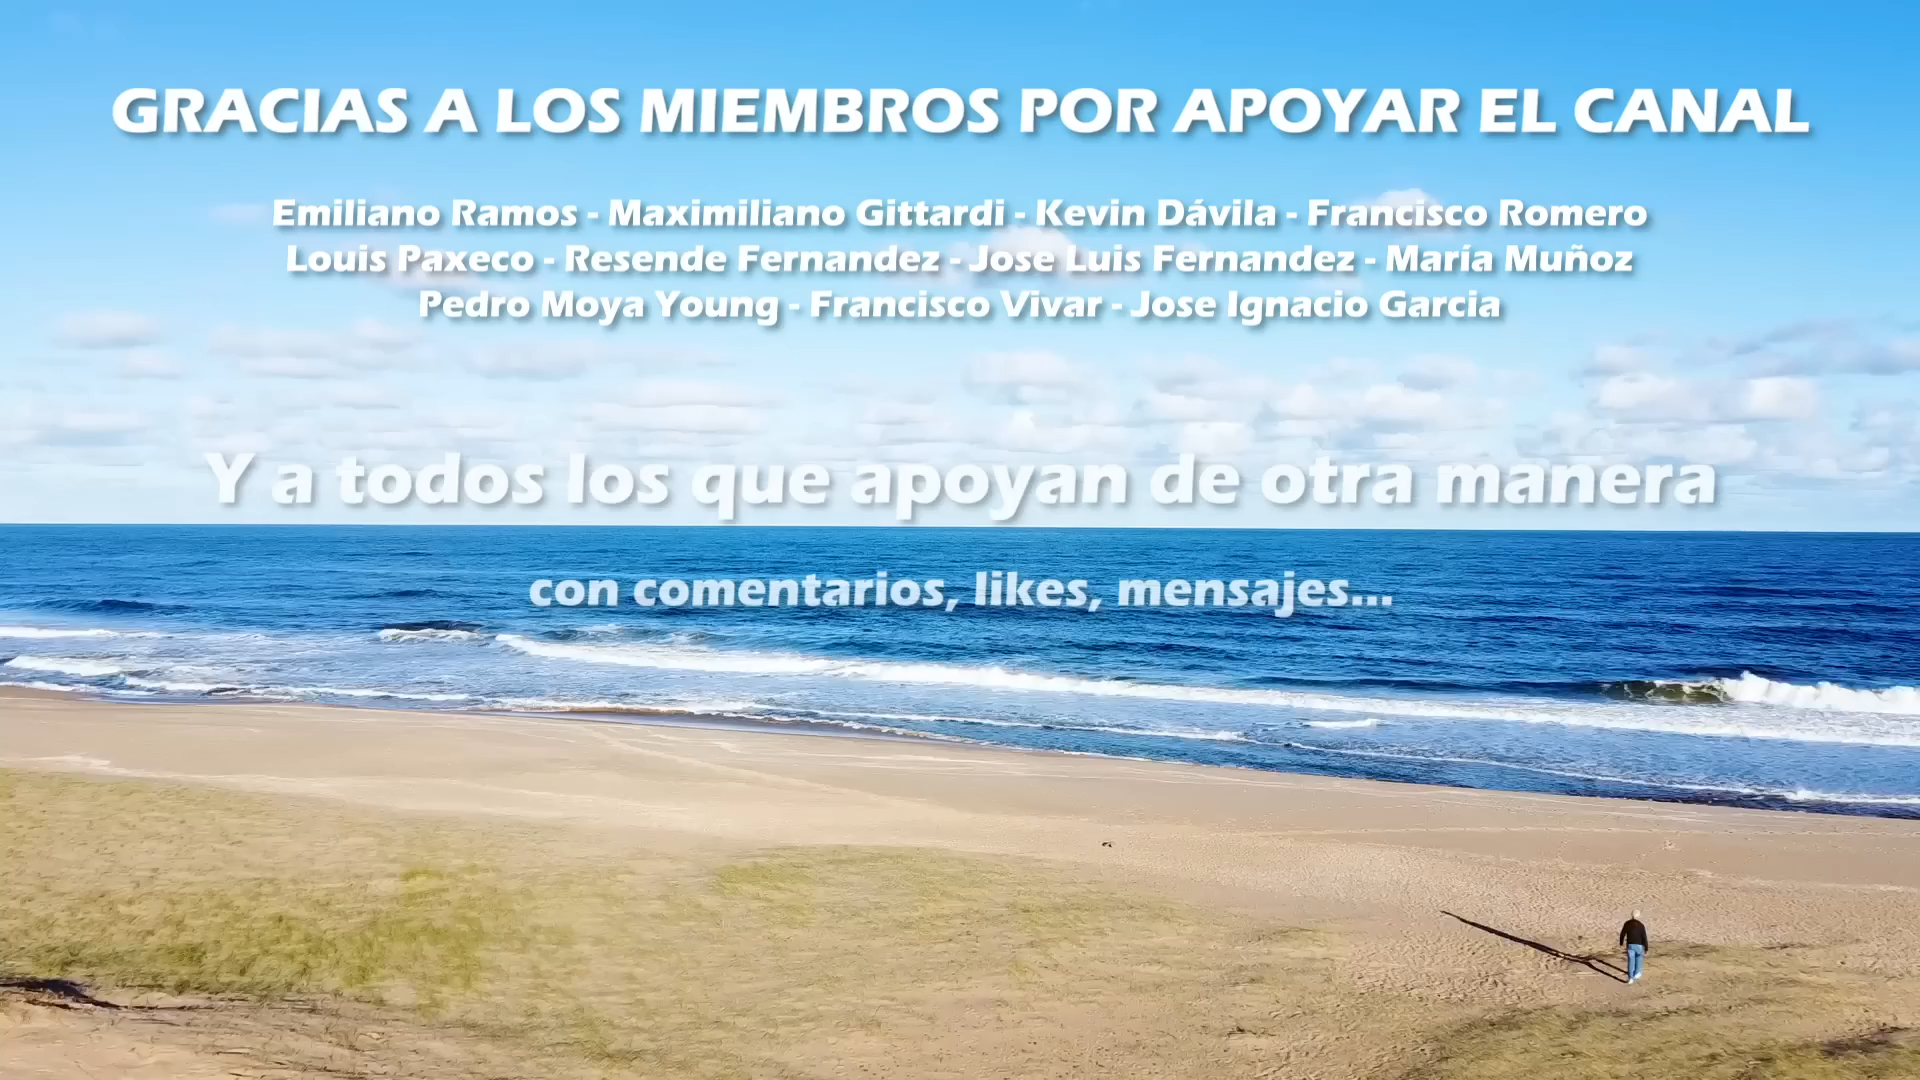 GRACIAS A LOS MIEMBROS POR APOYAR EL CANAL
Emiliano Ramos - Maximiliano Gittardi - Kevin Dávila - Francisco Romero
Louis Paxeco - Resende Fernandez - Jose Luis Fernandez - María Muñoz
Pedro Moya Young - Francisco Vivar - Jose Ignacio Garcia
Y a todos los que apoyan de otra manera
con comentarios, likes, mensajes...